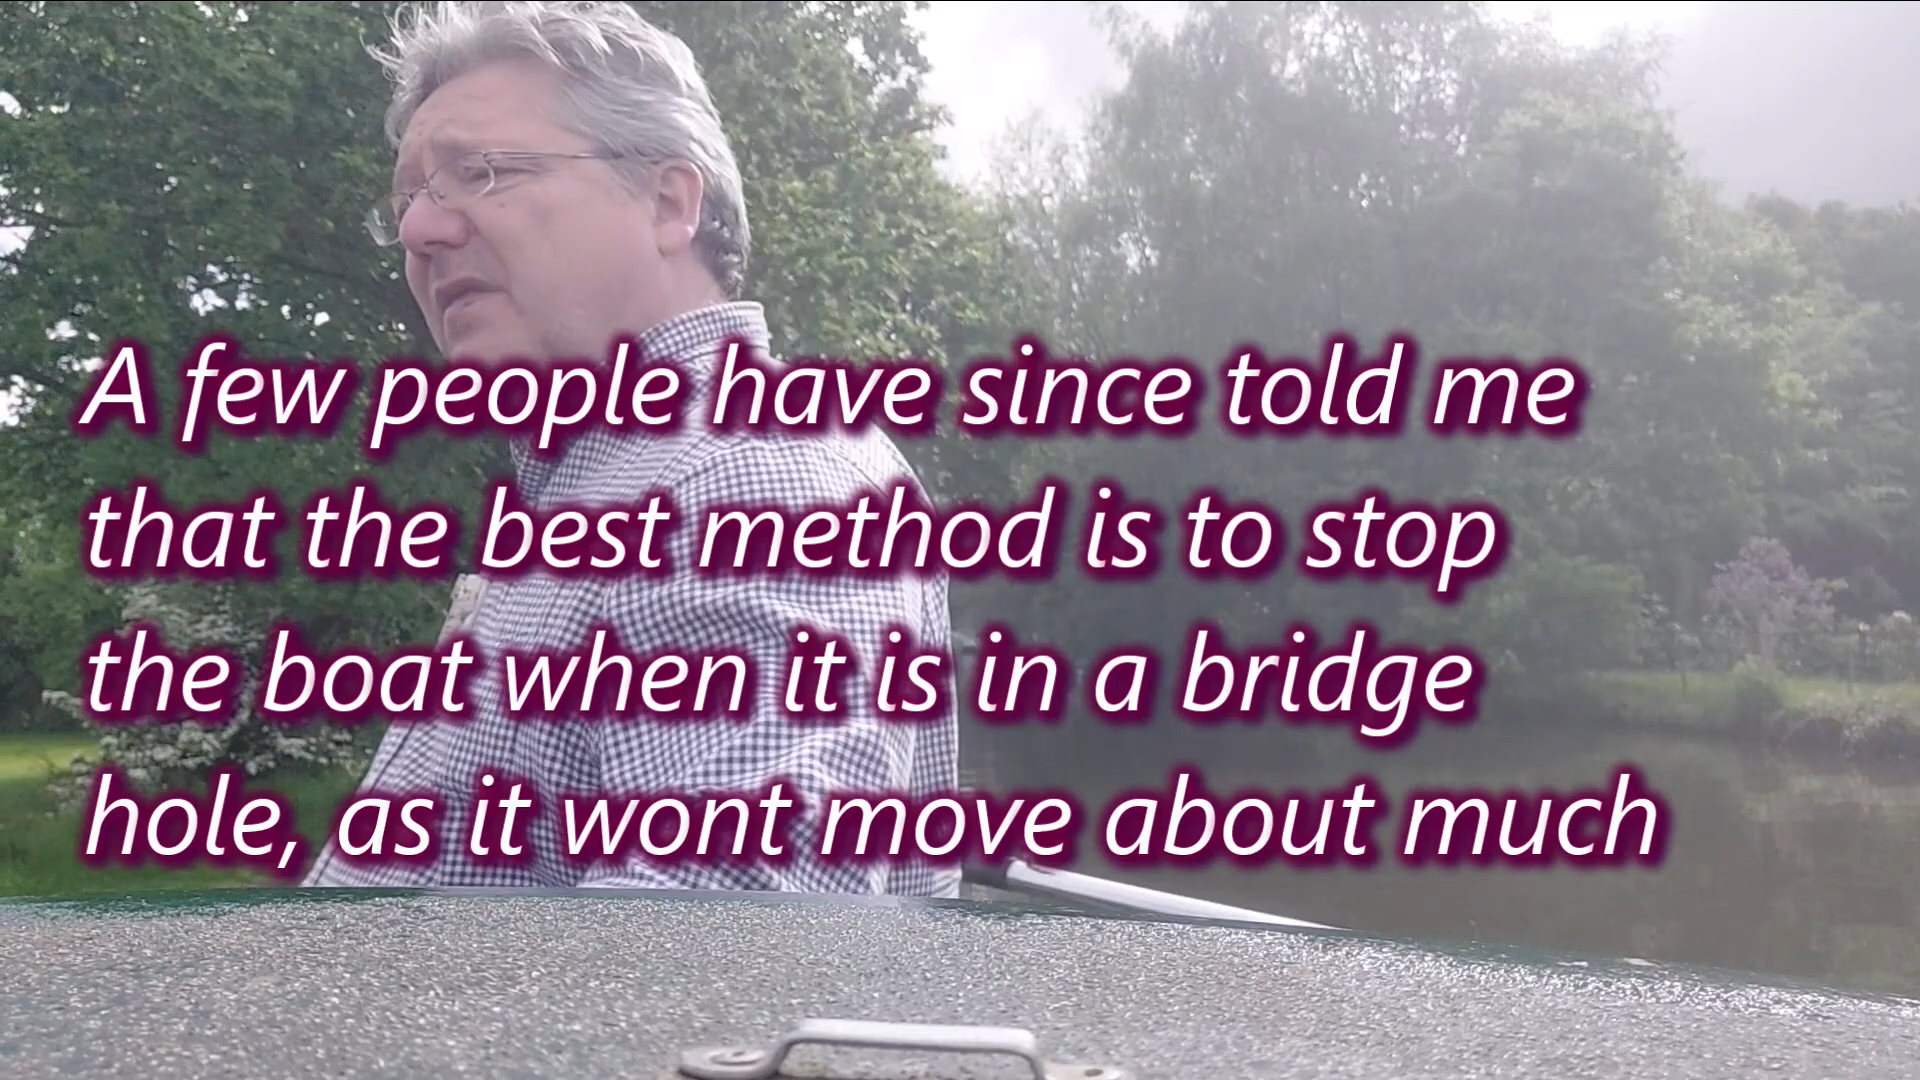 A few people have since told me
that the best method is to stop
the boat when it is in a bridge
hole, as it wont move about much